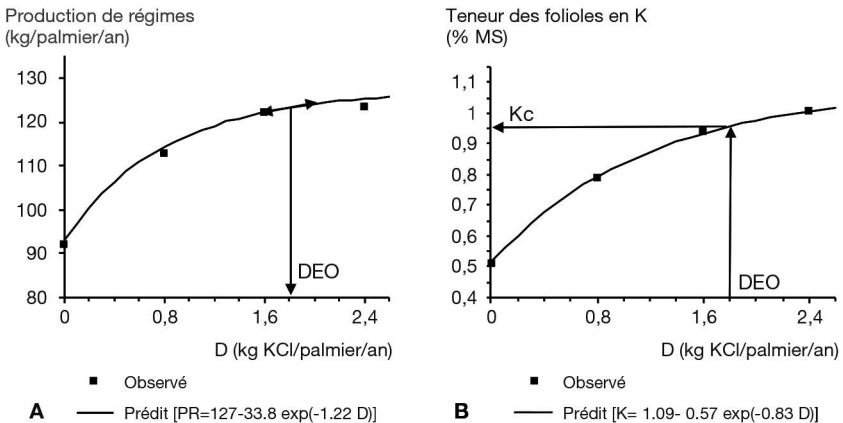 Production de régimes
(kg/palmier/an)
130
120
110
100
90
80
DEO
0
0,8
1,6
2,4
D (kg KCl/palmier/an)
Observé
A
Prédit [PR=127-33.8 exp(-1.22 D)]
Teneur des folioles en K
(% MS)
1,1
1
0,9
0,8
0,7
0,6
0,5
0,4
Kc
DEO
0
0,8
1,6
2,4
D (kg KCl/palmier/an)
Observé
B
Prédit [K= 1.09- 0.57 exp(-0.83 D)]